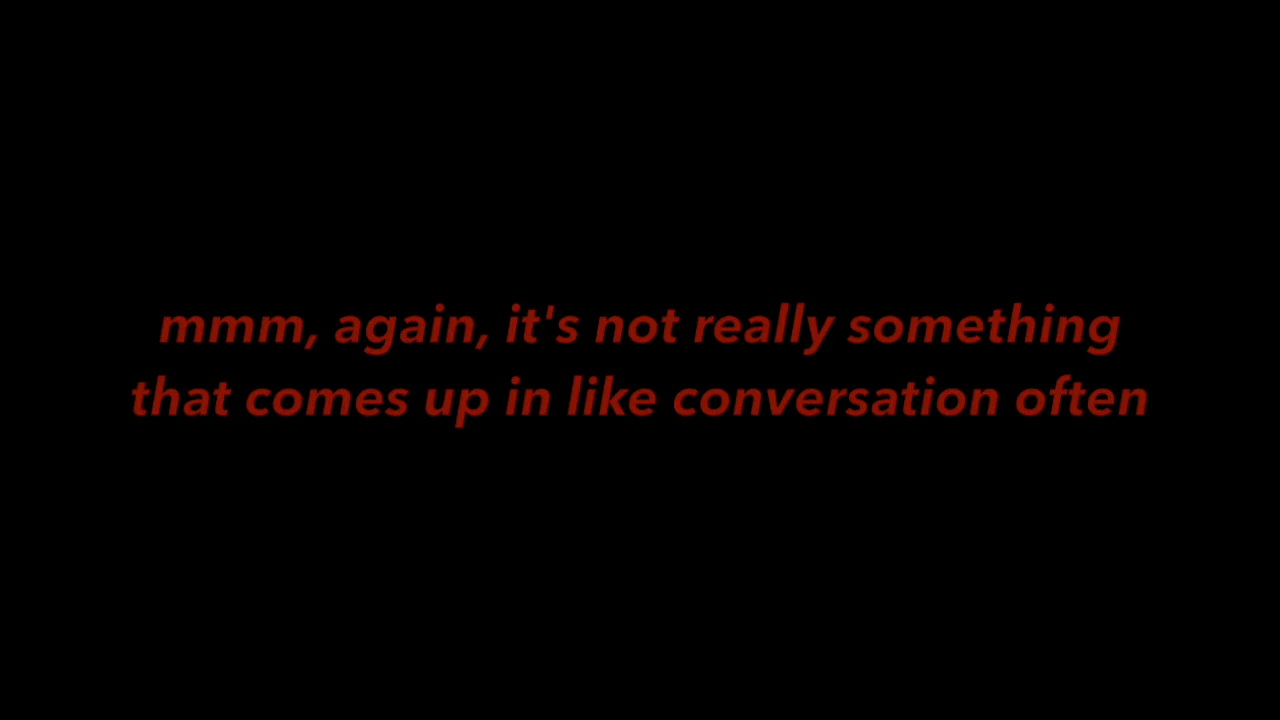 mmm, again, it's not really something
that comes up in like conversation often